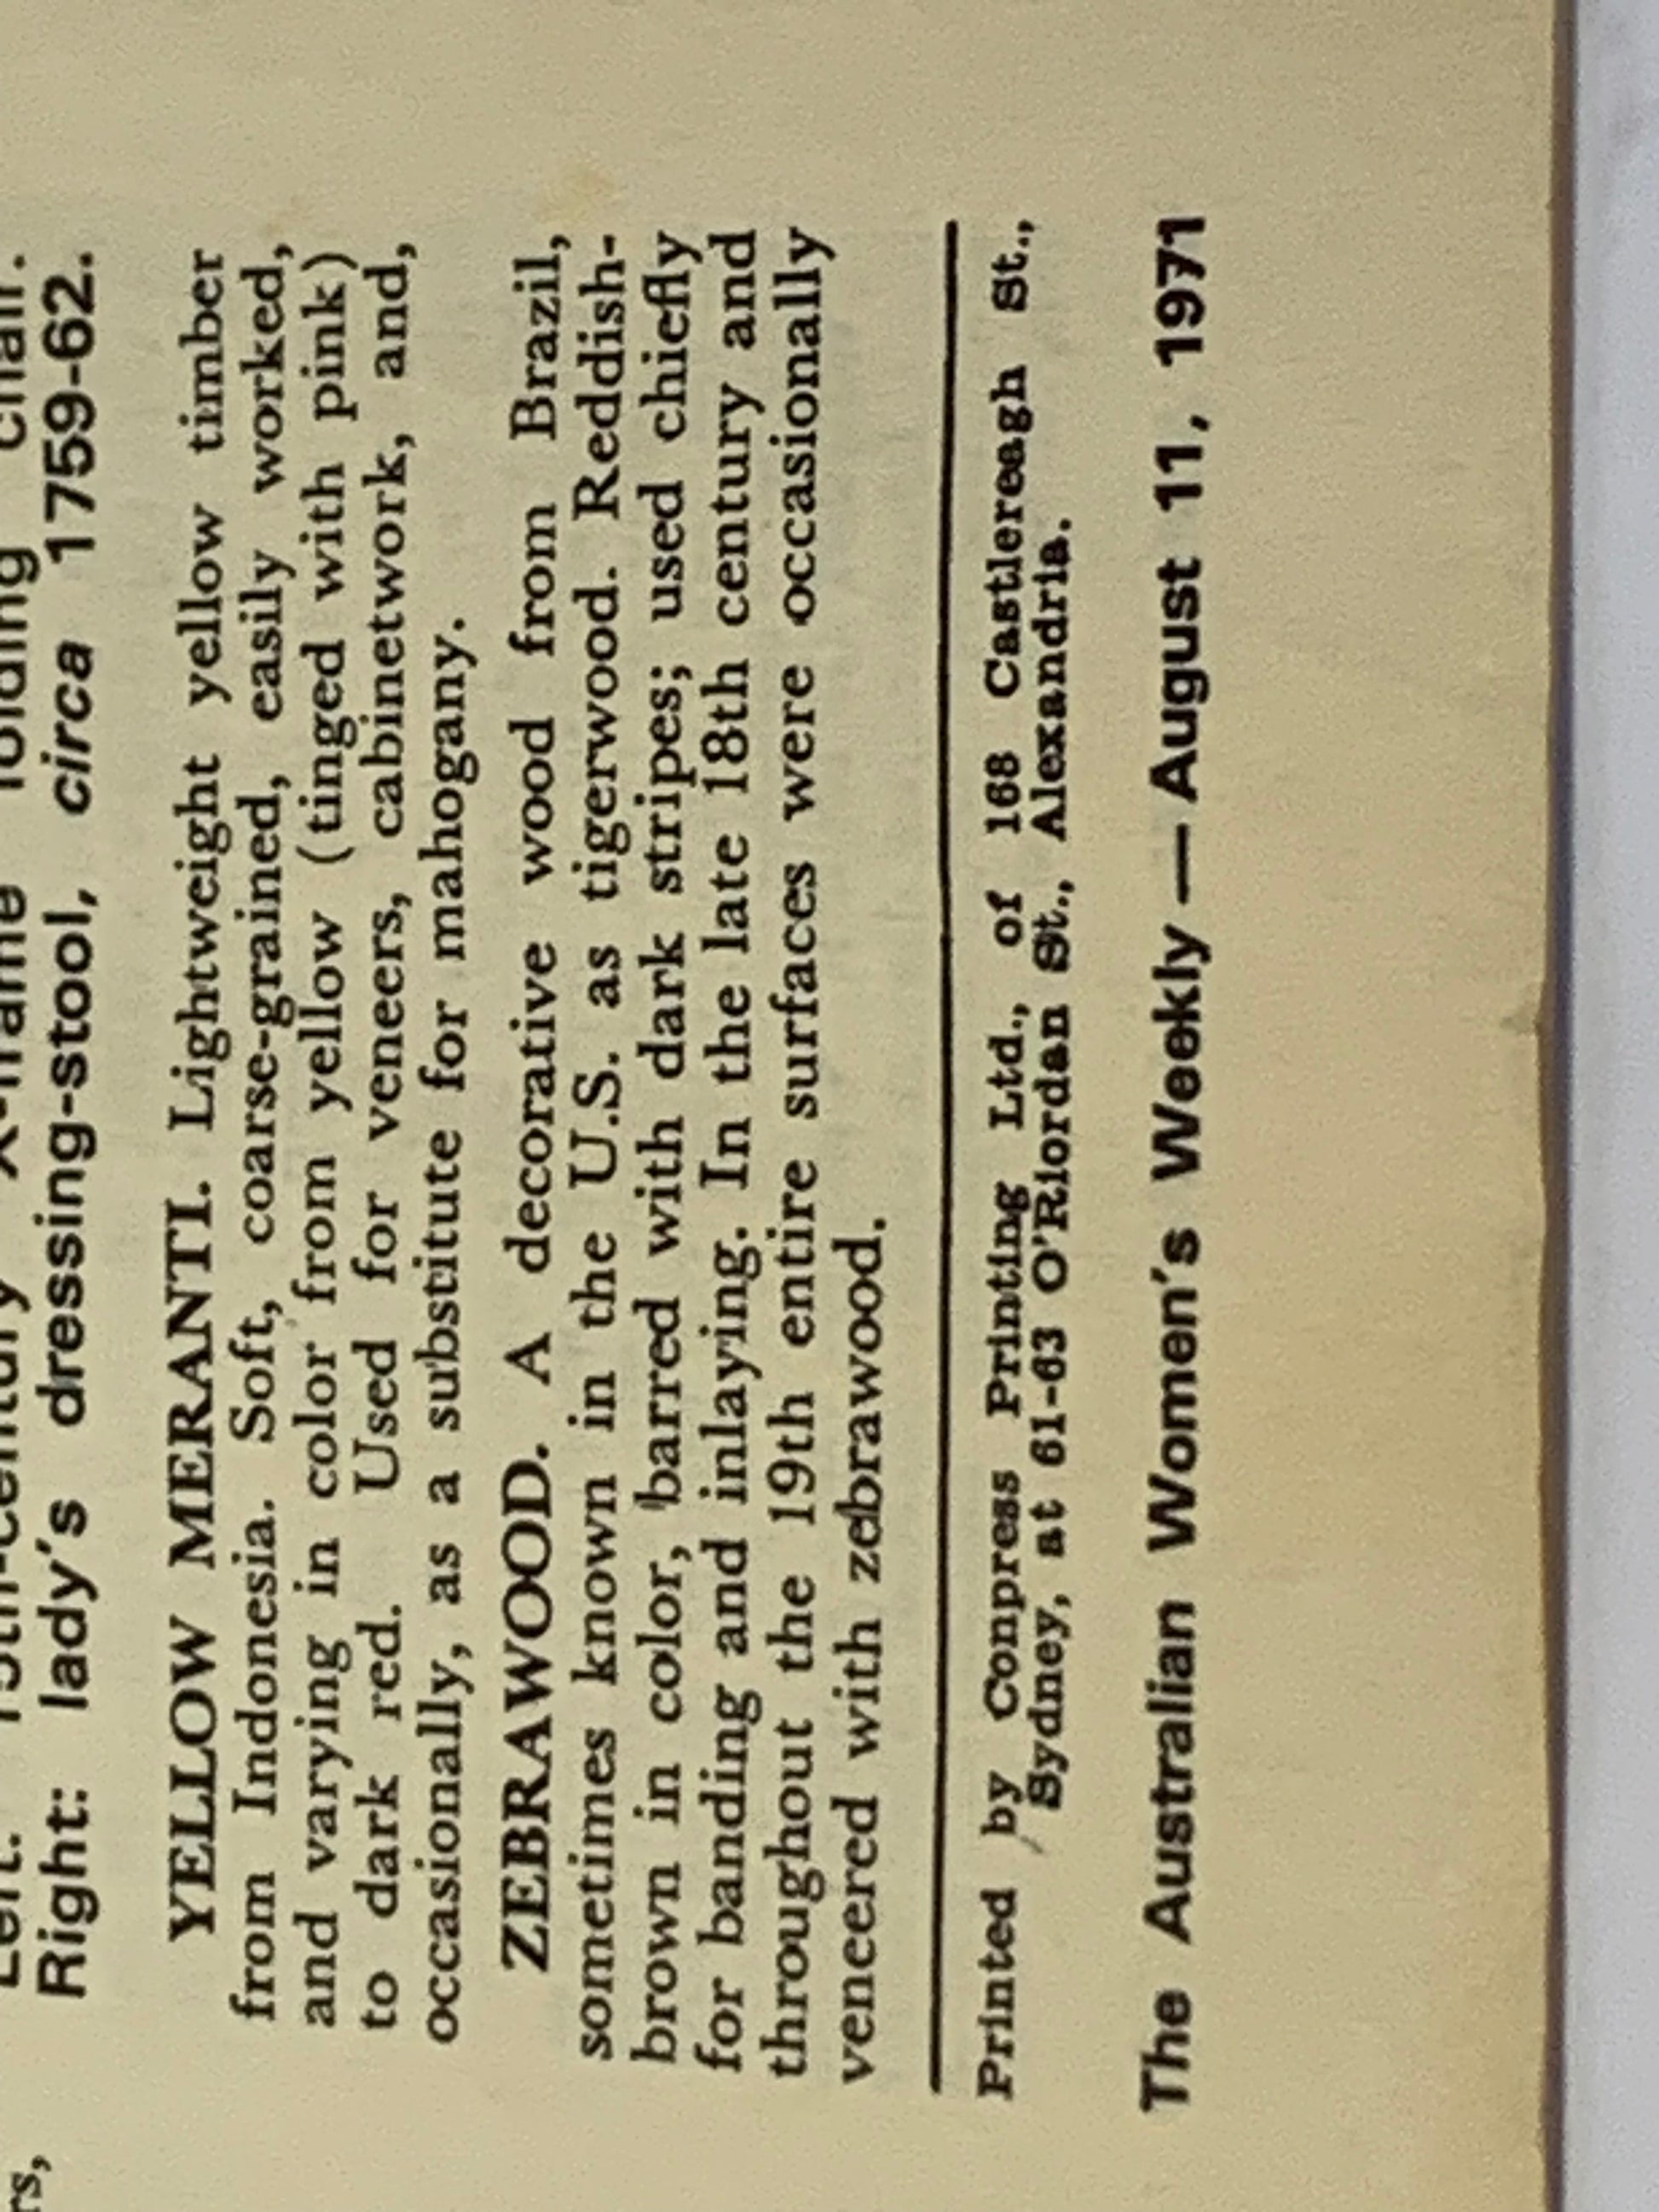 Right: lady's dressing-stool, circa 1759-62.
YELLOW MERANTI. Lightweight yellow timber
from Indonesia. Soft, coarse-grained, easily worked,
and varying in color from yellow (tinged with pink)
to dark red. Used for veneers, cabinetwork, and,
occasionally, as a substitute for mahogany.
ZEBRAWOOD. A decorative wood from Brazil,
sometimes known in the U.S. as tigerwood. Reddish-
brown in color, barred with dark stripes; used chiefly
for banding and inlaying. In the late 18th century and
throughout the 19th entire surfaces were occasionally
veneered with zebrawood.
Printed by Conpress Printing Ltd., of 168 Castlereagh St.,
Sydney, at 61-63 O'Riordan St., Alexandria.
The Australian Women's Weekly — August 11, 1971